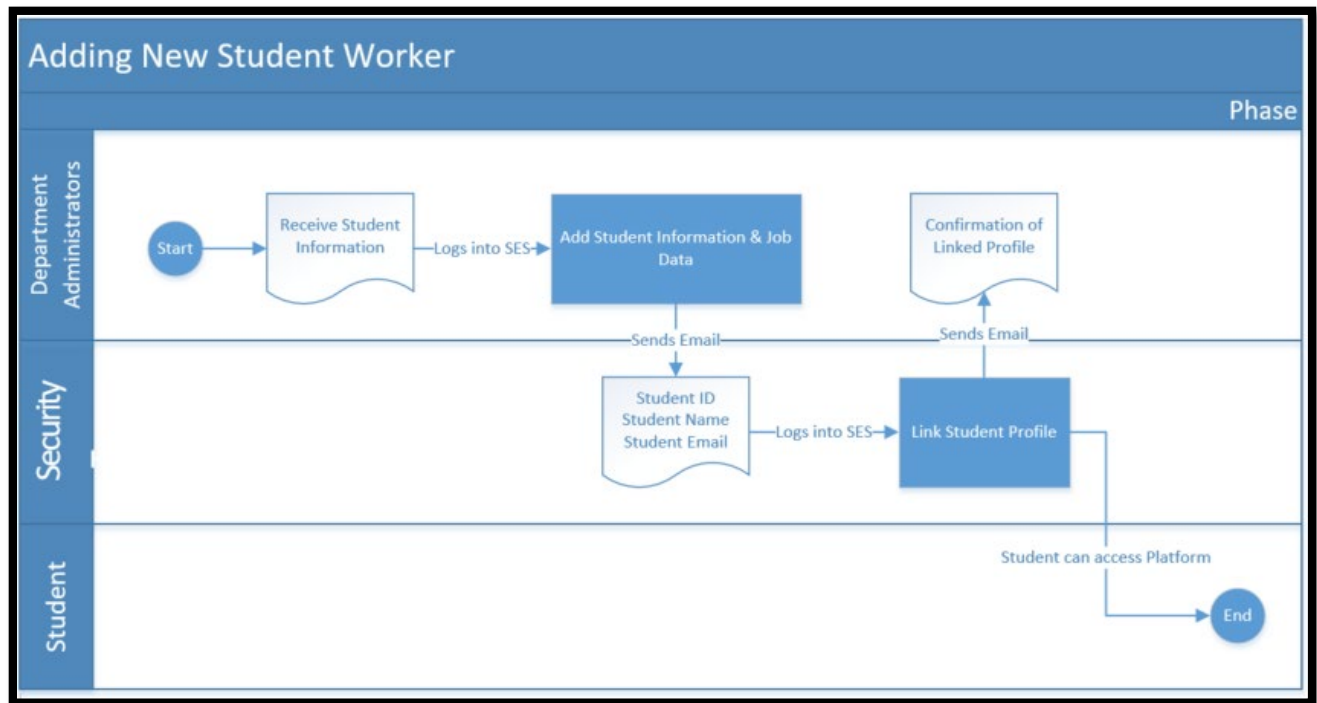 Adding New Student Worker
Phase
Department
Administrators
Start
Receive Student
Information
Logs into SES
Add Student Information & Job
Data
Confirmation of
Linked Profile
Sends Email
Sends Email
Security
Student ID
Student Name
Student Email
Logs into SES
Link Student Profile
Student
Student can access Platform
End